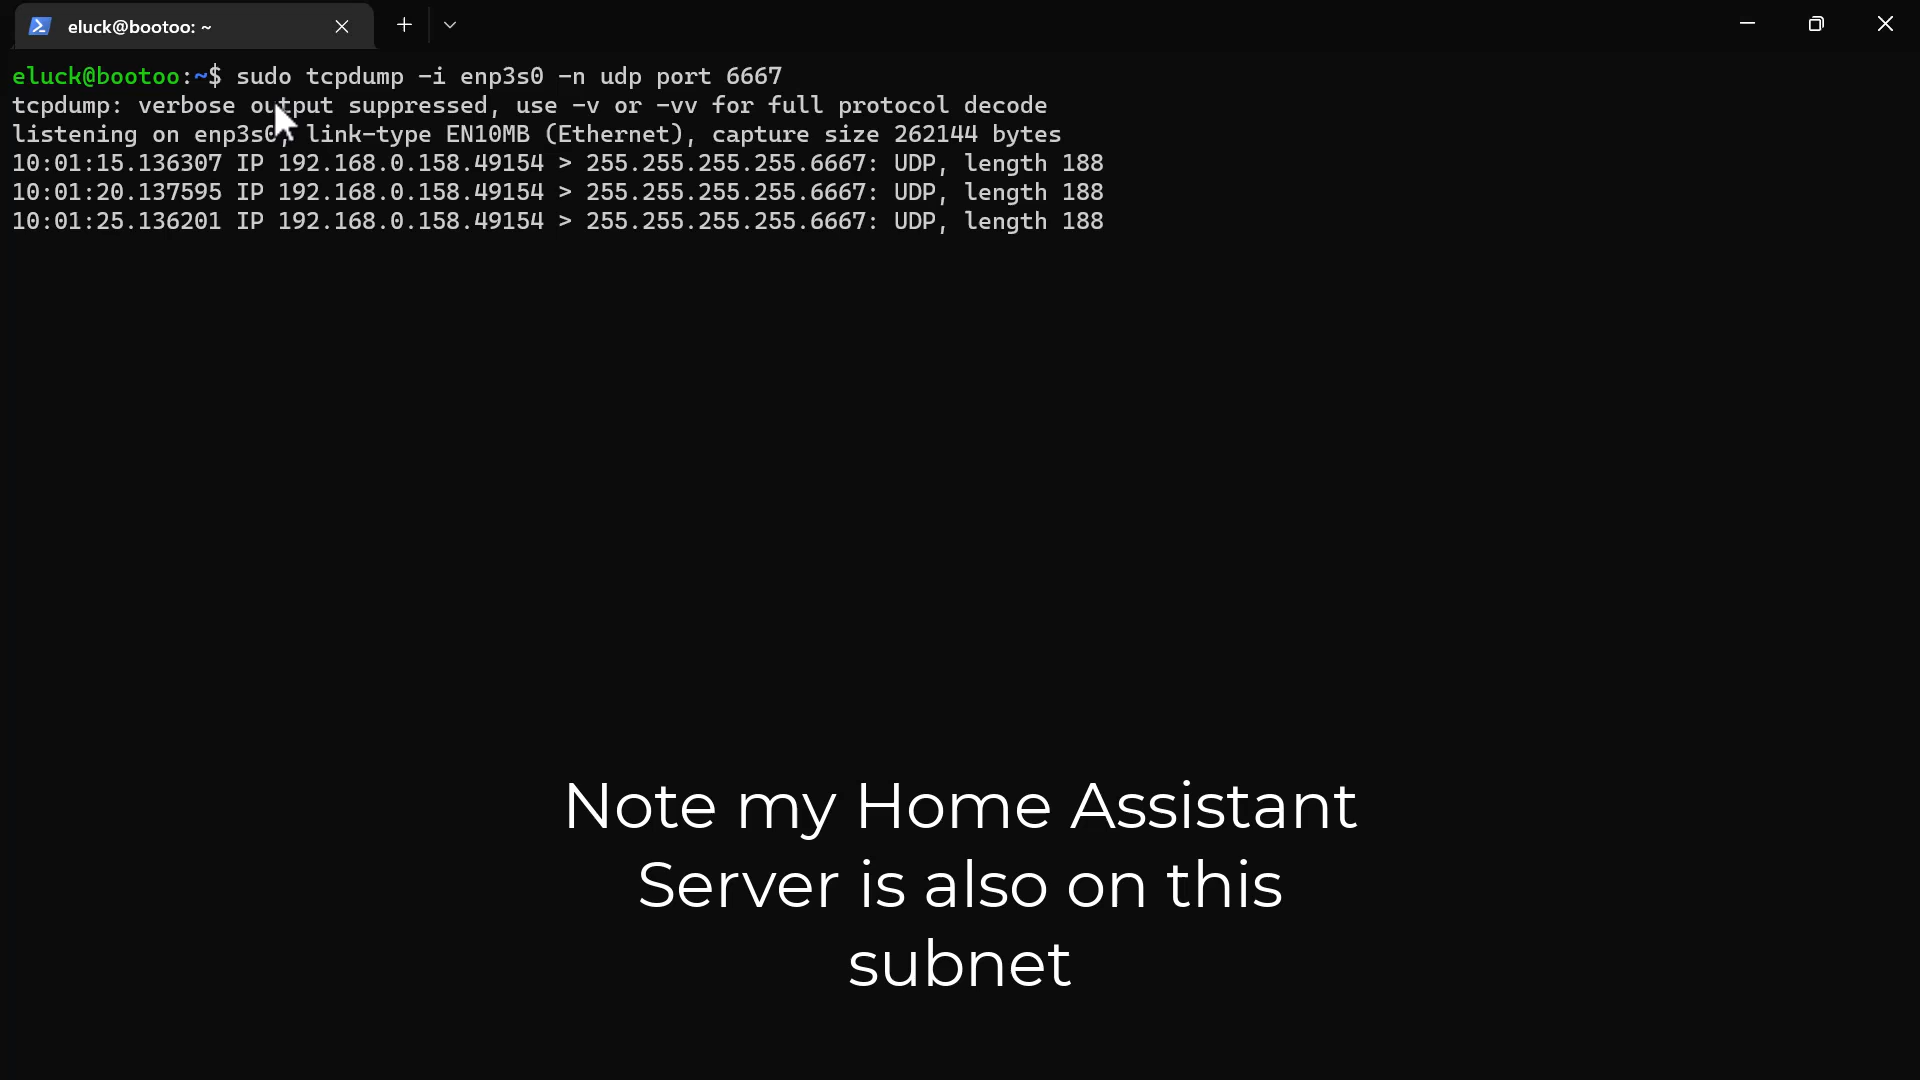 eluck@bootoo: ~
eluck@bootoo:~$ sudo tcpdump -i enp3s0 -n udp port 6667
tcpdump: verbose output suppressed, use -v or -vv for full protocol decode
listening on enp3s0, link-type EN10MB (Ethernet), capture size 262144 bytes
10:01:15.136307 IP 192.168.0.158.49154 > 255.255.255.255.6667: UDP, length 188
10:01:20.137595 IP 192.168.0.158.49154 > 255.255.255.255.6667: UDP, length 188
10:01:25.136201 IP 192.168.0.158.49154 > 255.255.255.255.6667: UDP, length 188
Note my Home Assistant
Server is also on this
subnet